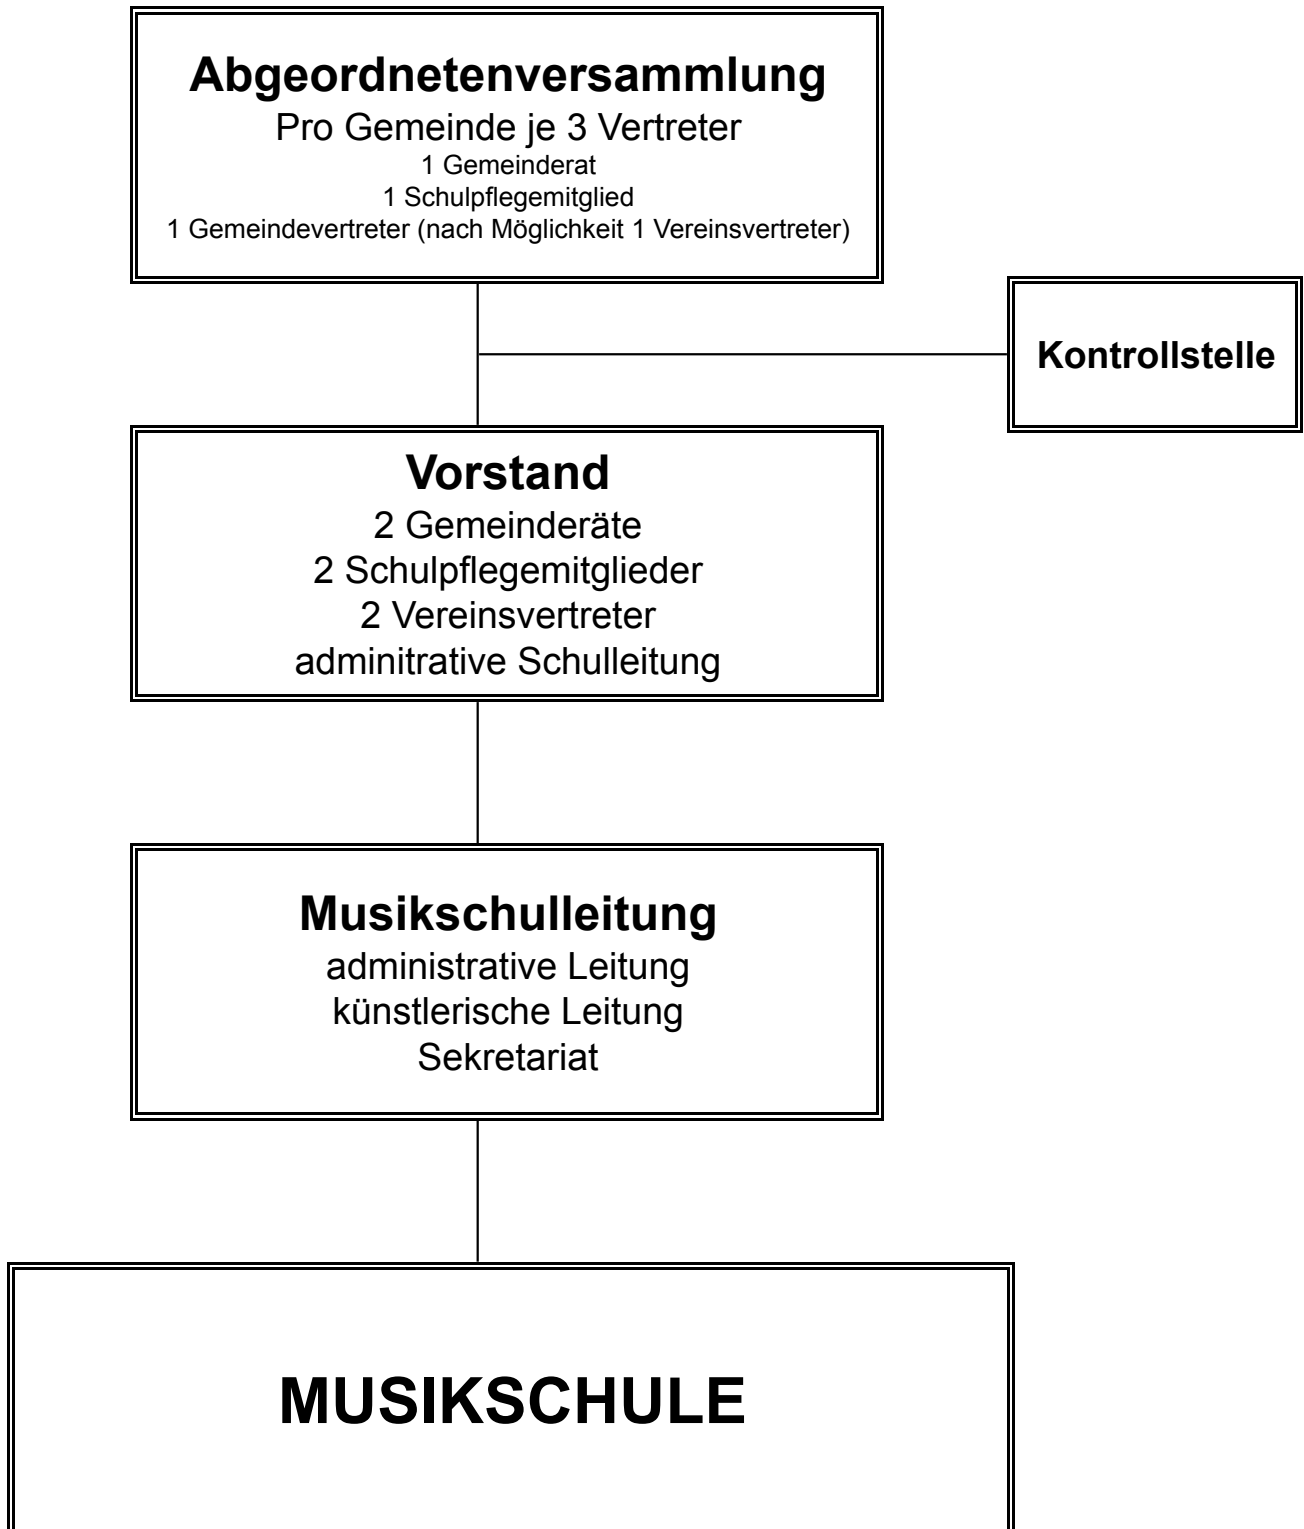 Abgeordnetenversammlung
Pro Gemeinde je 3 Vertreter
1 Gemeinderat
1 Schulpflegemitglied
1 Gemeindevertreter (nach Möglichkeit 1 Vereinsvertreter)
Kontrollstelle
Vorstand
2 Gemeinderäte
2 Schulpflegemitglieder
2 Vereinsvertreter
adminitrative Schulleitung
Musikschulleitung
administrative Leitung
künstlerische Leitung
Sekretariat
MUSIKSCHULE